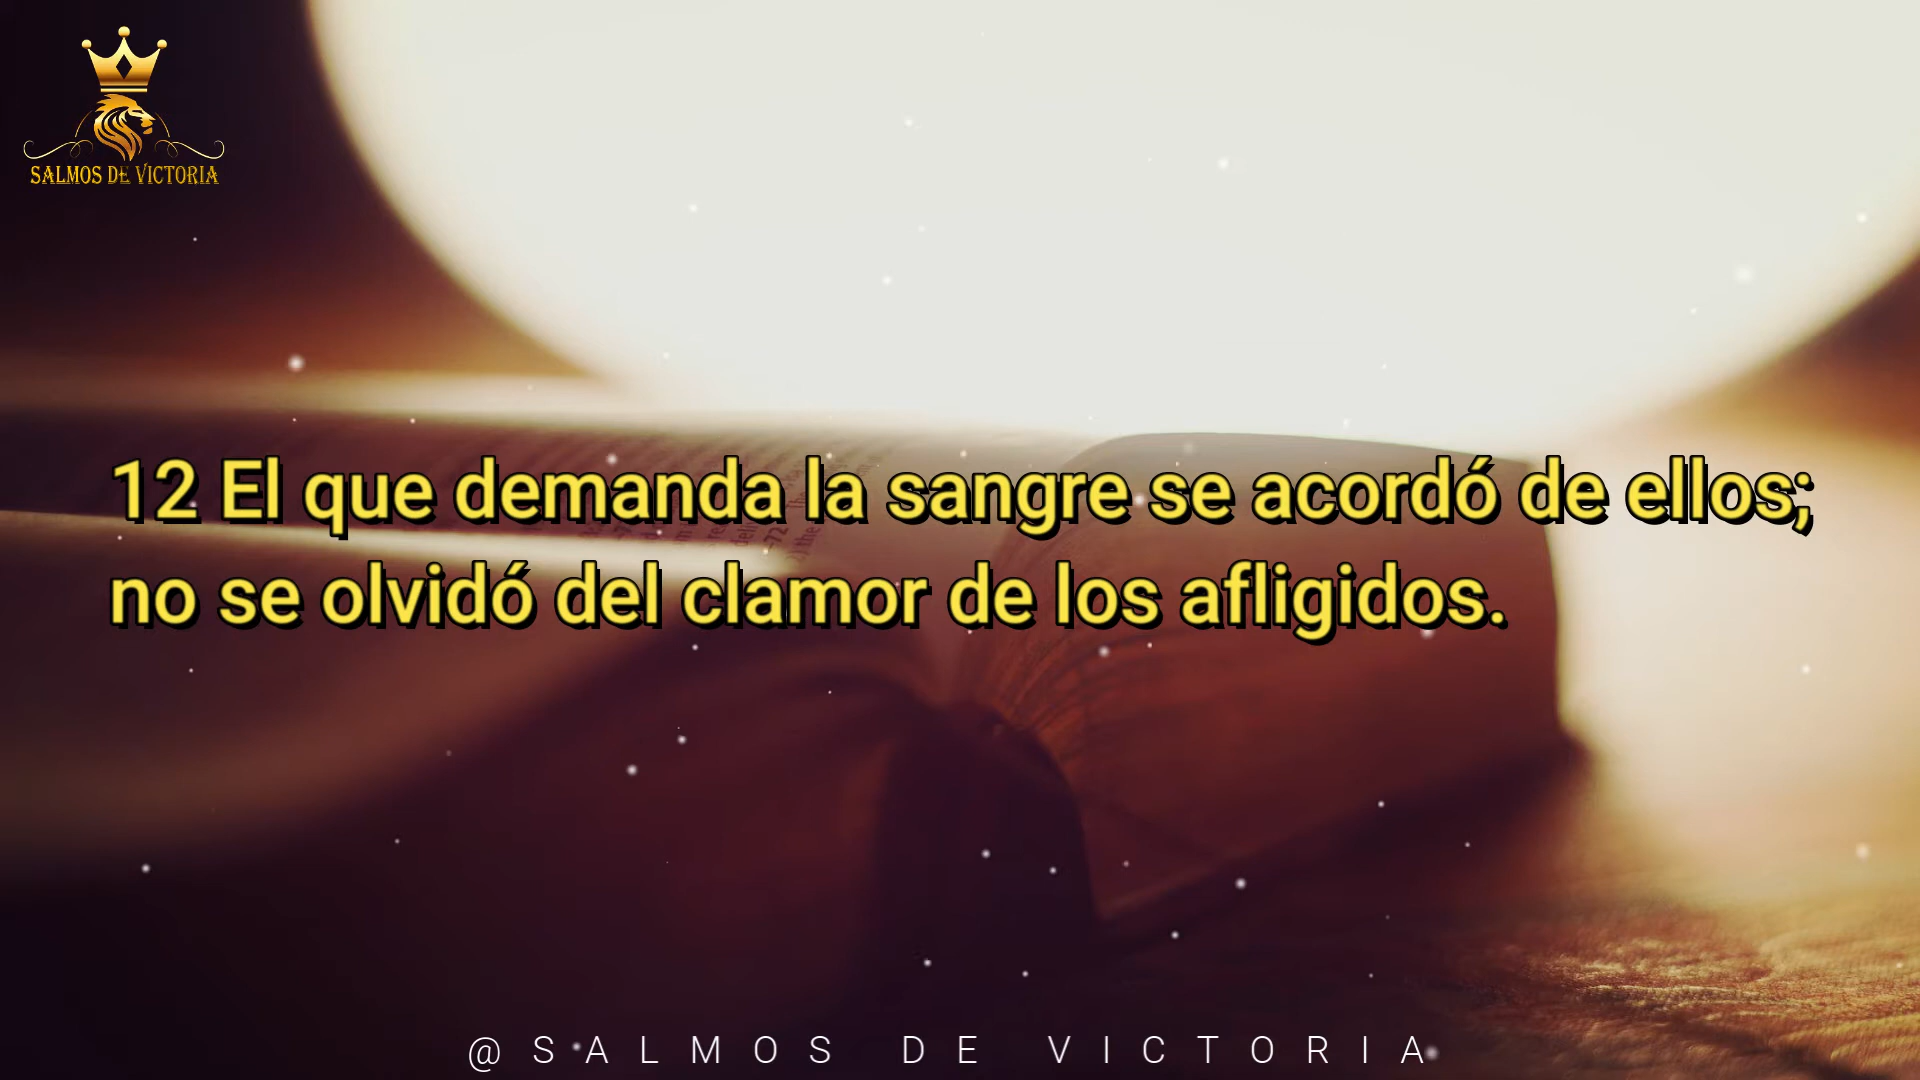 SALMOS DE VICTORIA
12 El que demanda la sangre se acordó de ellos;
no se olvidó del clamor de los afligidos.
@SALMOS DE VICTORIA